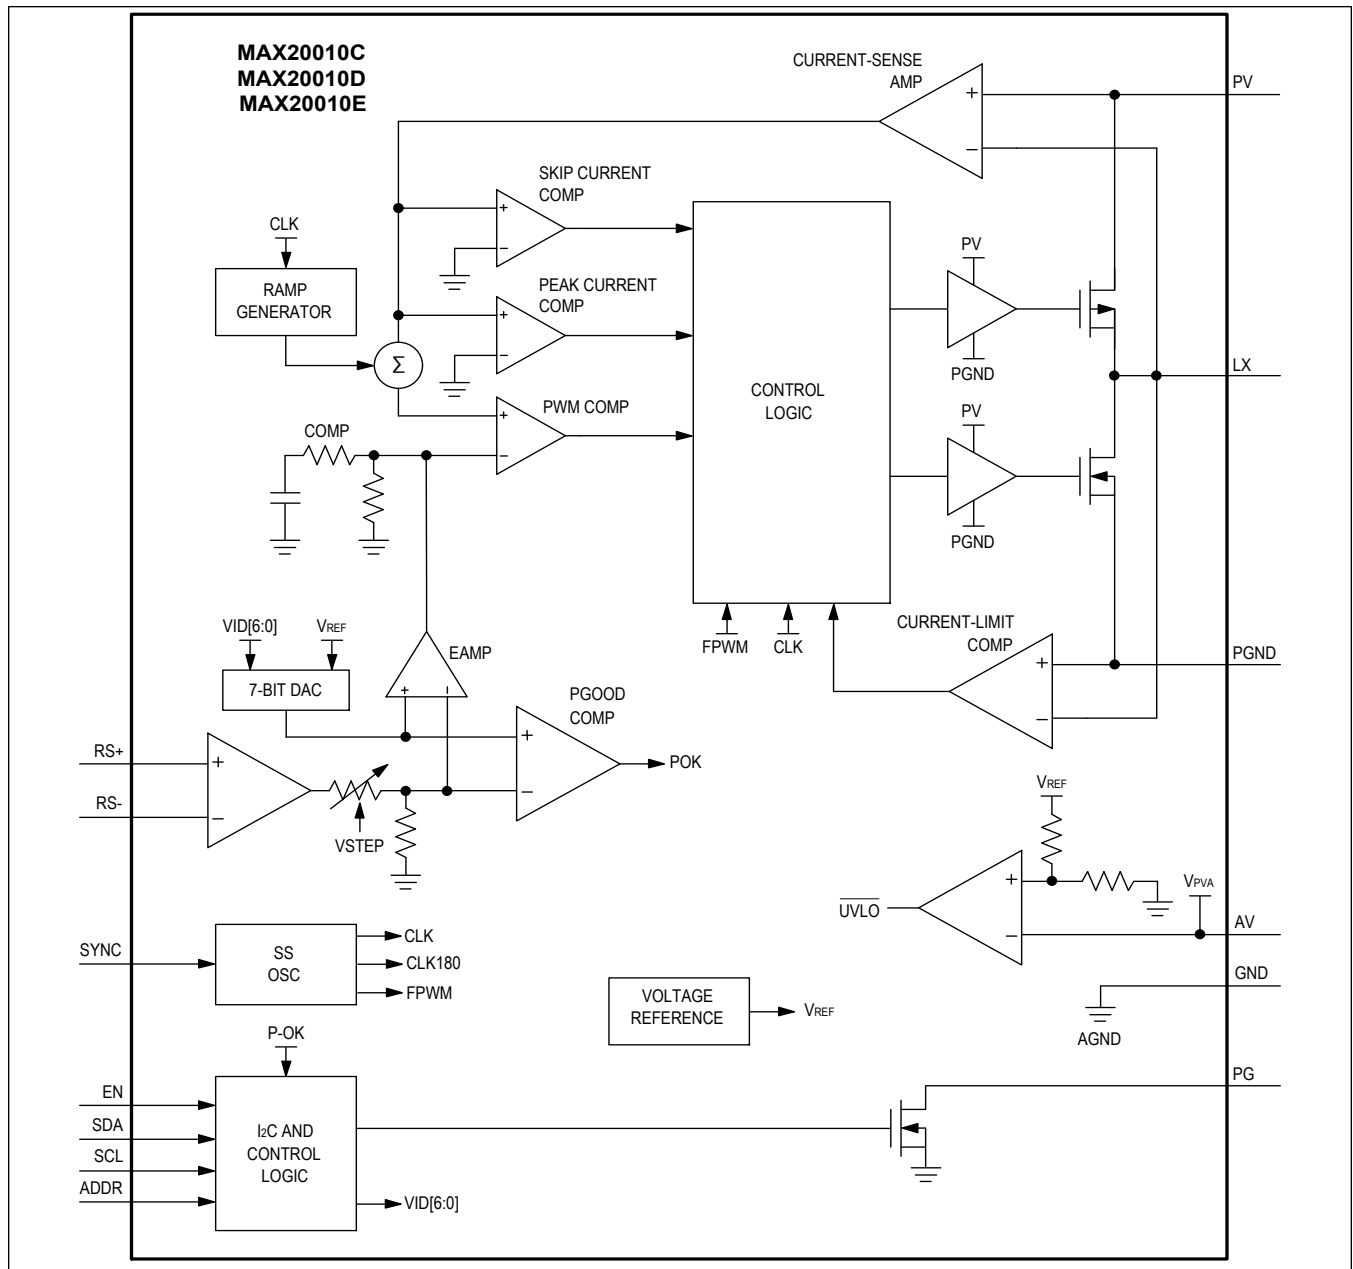 MAX20010C
MAX20010D
MAX20010E
CURRENT-SENSE
AMP
+
−
PV
SKIP CURRENT
COMP
+
−
CLK
RAMP
GENERATOR
PEAK CURRENT
COMP
+
−
Σ
PWM COMP
+
−
COMP
CONTROL
LOGIC
PV
PGND
LX
PV
PGND
FPWM
CLK
CURRENT-LIMIT
COMP
+
−
PGND
VID[6:0]
VREF
7-BIT DAC
EAMP
+
−
PGOOD
COMP
+
−
POK
RS+
RS-
+
−
VSTEP
VREF
+
−
UVLO
VPVA
AV
SYNC
SS
OSC
CLK
CLK180
FPWM
VOLTAGE
REFERENCE
VREF
GND
AGND
P-OK
EN
SDA
SCL
ADDR
I2C AND
CONTROL
LOGIC
VID[6:0]
PG